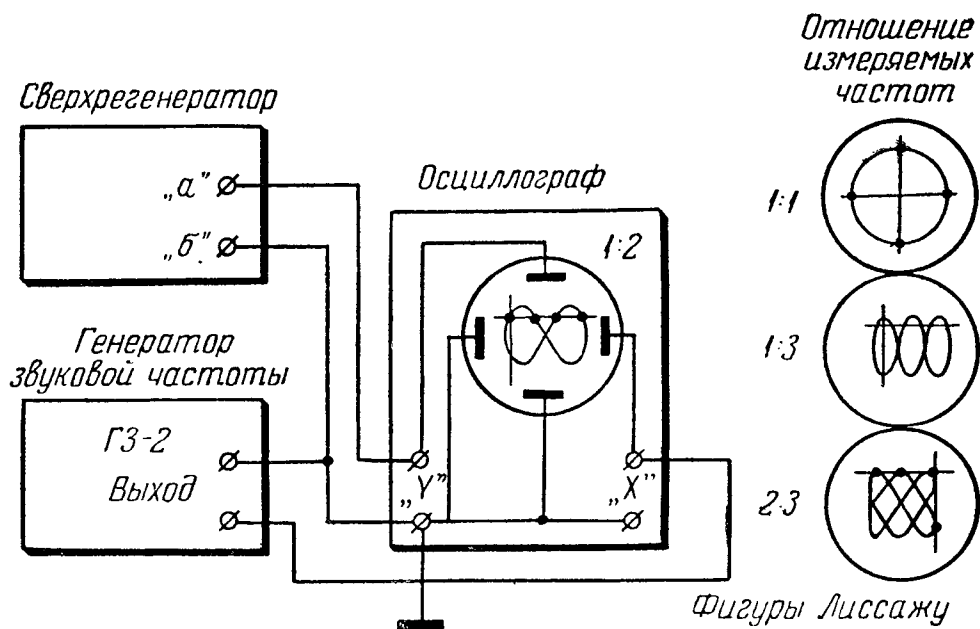 Сверхрегенератор
„а"
„б"
Генератор
звуковой частоты
ГЗ-2
Выход
Осциллограф
1:2
„Y"
„X"
Отношение
измеряемых
частот
1:1
1:3
2:3
Фигуры Лиссажу